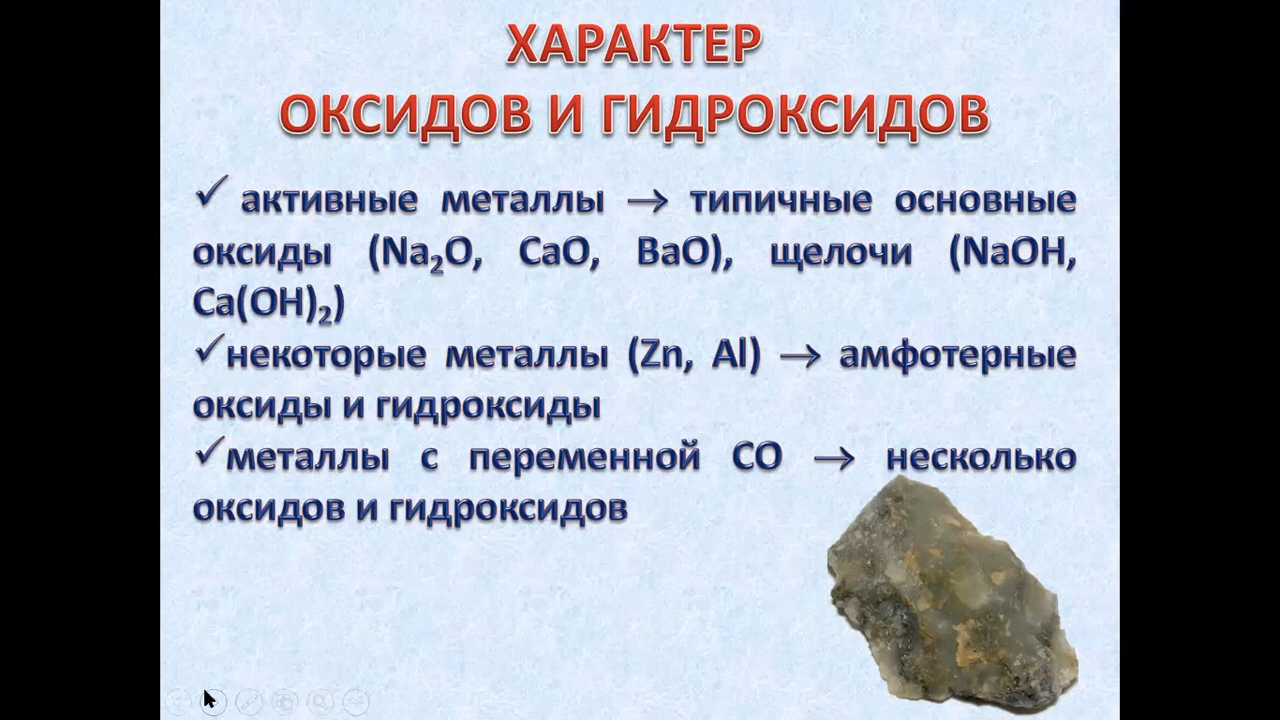 ХАРАКТЕР
ОКСИДОВ И ГИДРОКСИДОВ
✓ активные металлы → типичные основные
оксиды (Na₂O, CaO, BaO), щелочи (NaOH,
Ca(OH)₂)
✓некоторые металлы (Zn, Al) → амфотерные
оксиды и гидроксиды
✓металлы с переменной СО → несколько
оксидов и гидроксидов